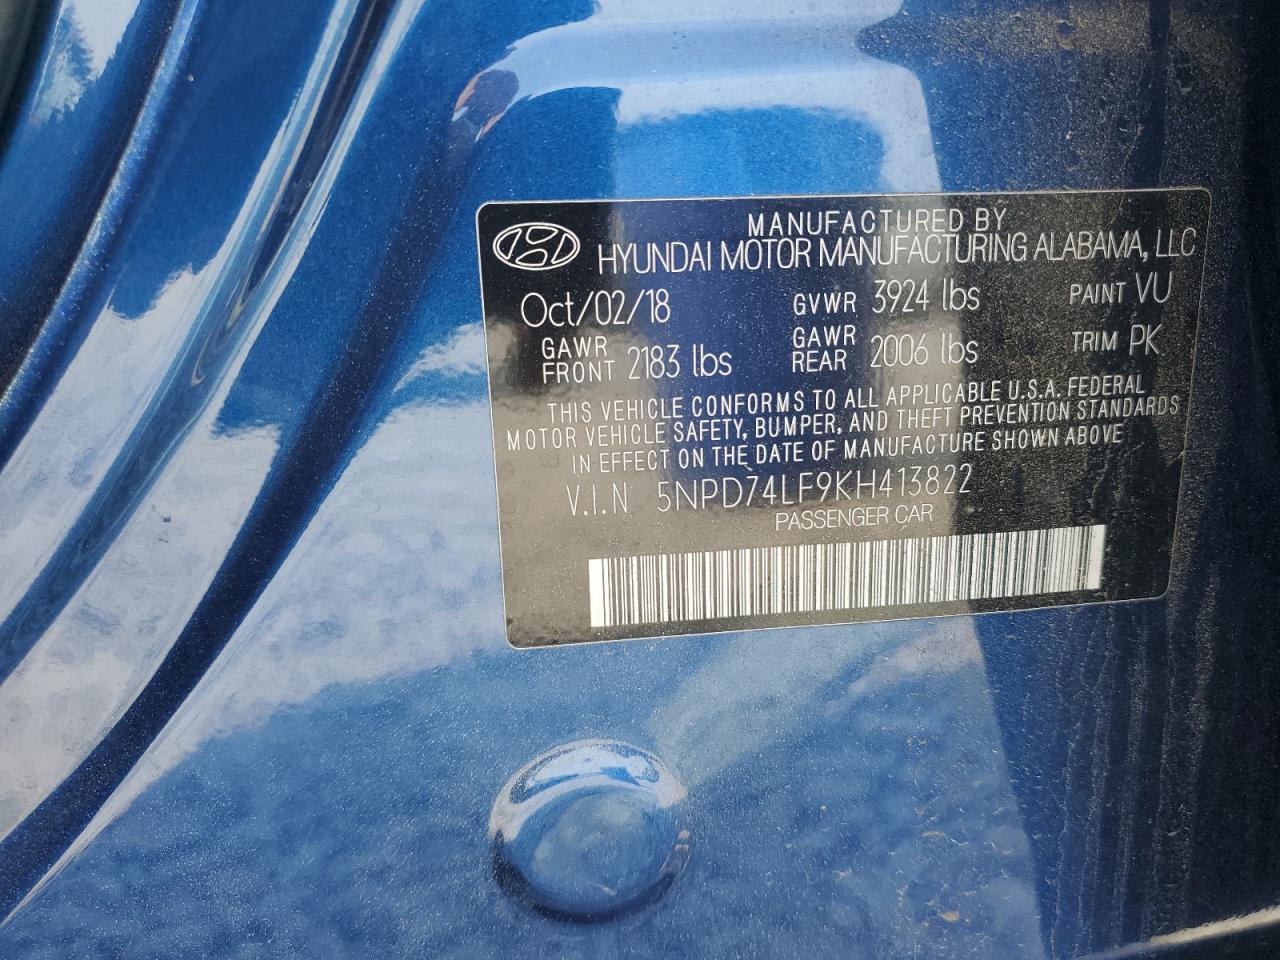 MANUFACTURED BY
HYUNDAI MOTOR MANUFACTURING ALABAMA, LLC
Oct/02/18 GVWR 3924 lbs PAINT VU
GAWR FRONT 2183 lbs GAWR REAR 2006 lbs TRIM PK
THIS VEHICLE CONFORMS TO ALL APPLICABLE U.S.A. FEDERAL
MOTOR VEHICLE SAFETY, BUMPER, AND THEFT PREVENTION STANDARDS
IN EFFECT ON THE DATE OF MANUFACTURE SHOWN ABOVE
V.I.N 5NPD74LF9KH413822
PASSENGER CAR